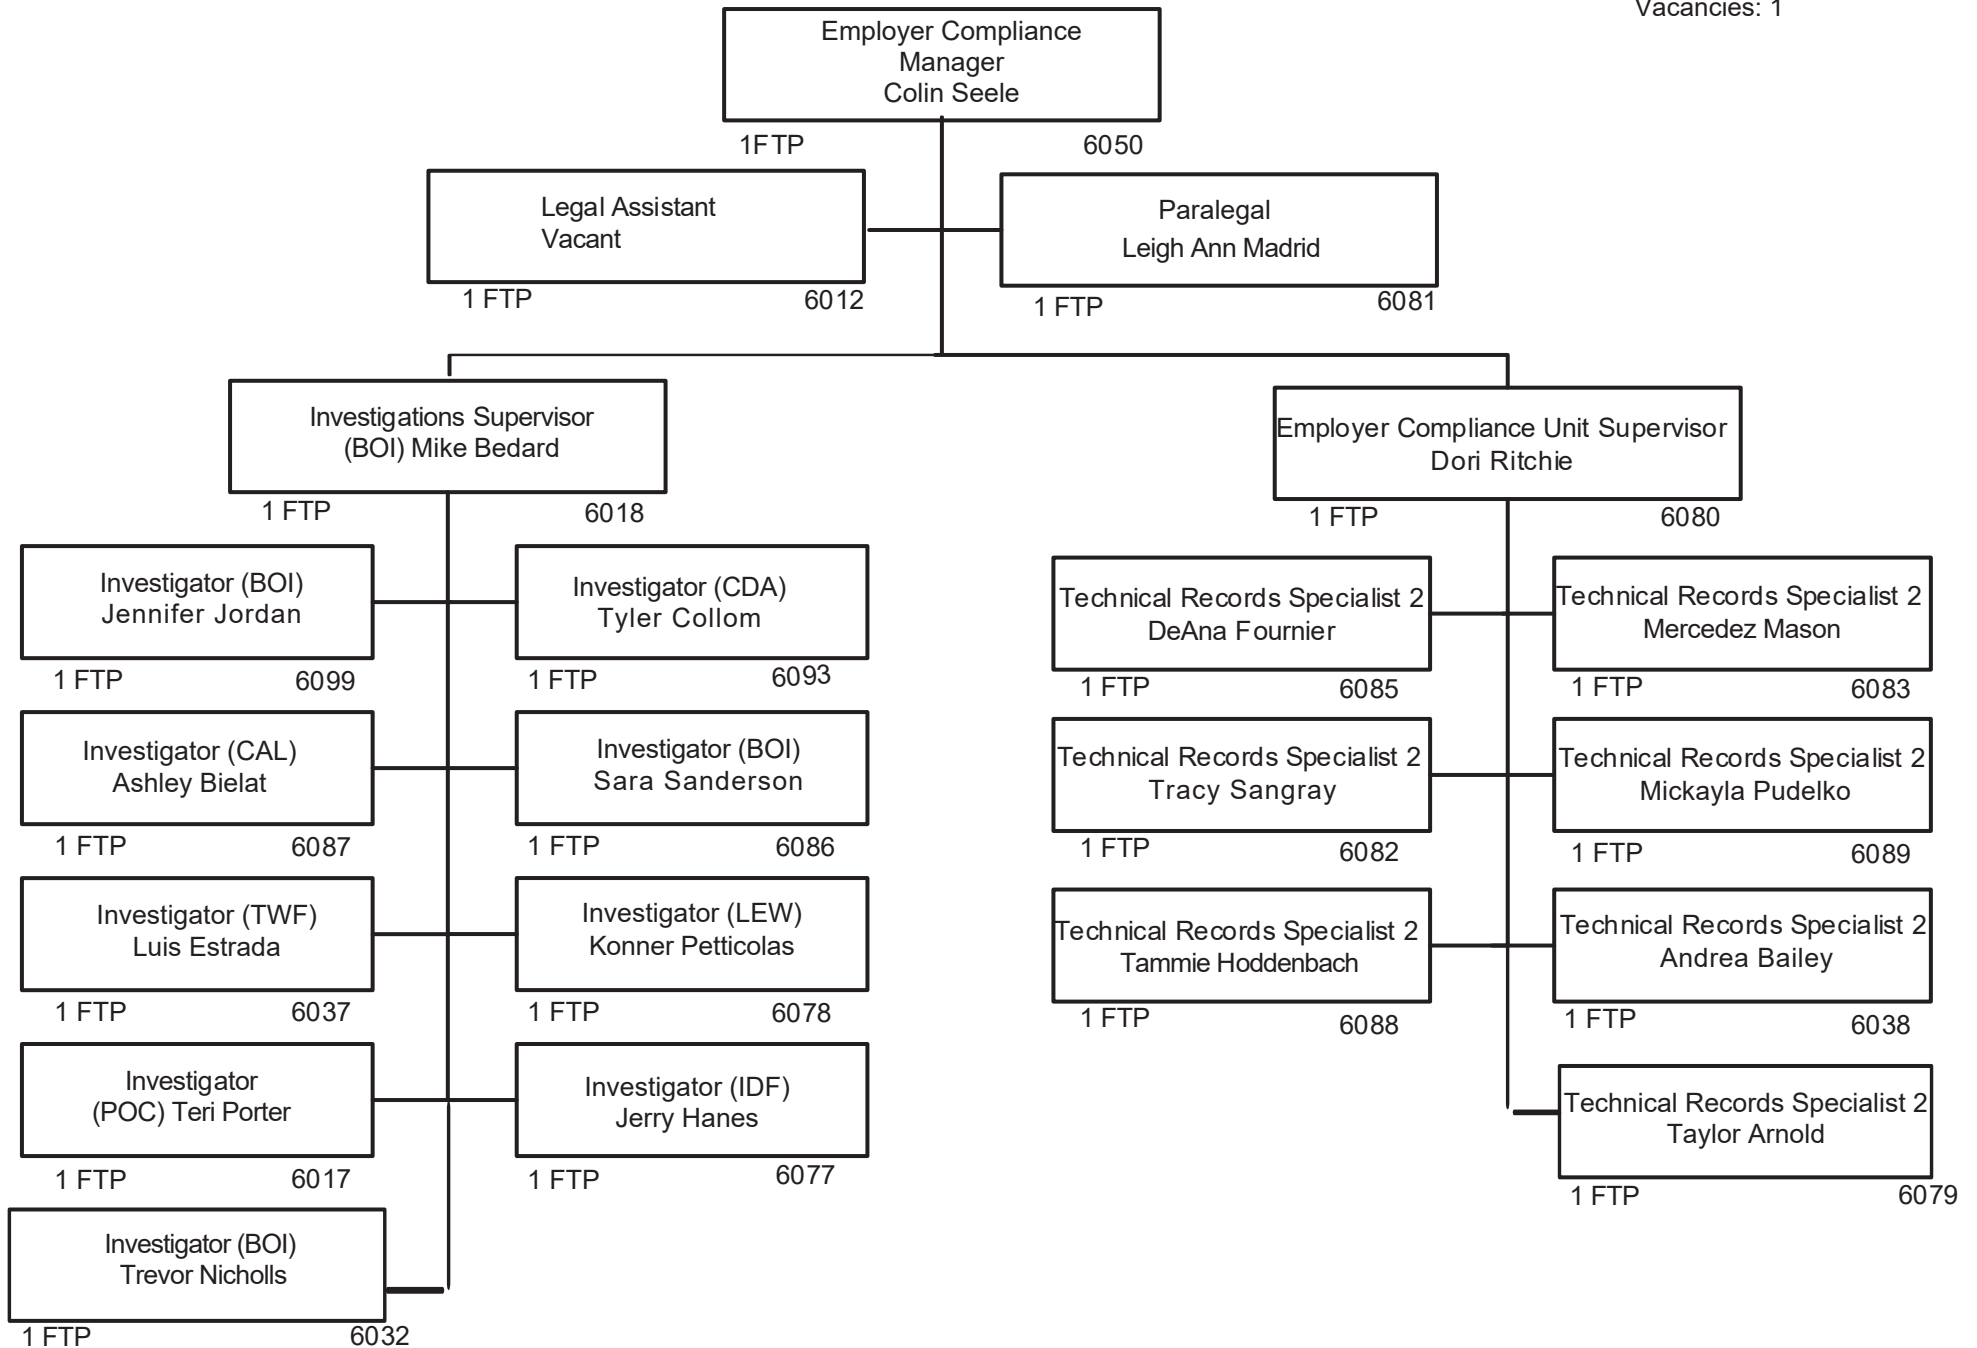 Vacancies: 1
Employer Compliance
Manager
Colin Seele
1FTP 6050
Legal Assistant
Vacant
1 FTP 6012
Paralegal
Leigh Ann Madrid
1 FTP 6081
Investigations Supervisor
(BOI) Mike Bedard
1 FTP 6018
Employer Compliance Unit Supervisor
Dori Ritchie
1 FTP 6080
Investigator (BOI)
Jennifer Jordan
1 FTP 6099
Investigator (CDA)
Tyler Collom
1 FTP 6093
Technical Records Specialist 2
DeAna Fournier
1 FTP 6085
Technical Records Specialist 2
Mercedez Mason
1 FTP 6083
Investigator (CAL)
Ashley Bielat
1 FTP 6087
Investigator (BOI)
Sara Sanderson
1 FTP 6086
Technical Records Specialist 2
Tracy Sangray
1 FTP 6082
Technical Records Specialist 2
Mickayla Pudelko
1 FTP 6089
Investigator (TWF)
Luis Estrada
1 FTP 6037
Investigator (LEW)
Konner Petticolas
1 FTP 6078
Technical Records Specialist 2
Tammie Hoddenbach
1 FTP 6088
Technical Records Specialist 2
Andrea Bailey
1 FTP 6038
Investigator
(POC) Teri Porter
1 FTP 6017
Investigator (IDF)
Jerry Hanes
1 FTP 6077
Technical Records Specialist 2
Taylor Arnold
1 FTP 6079
Investigator (BOI)
Trevor Nicholls
1 FTP 6032